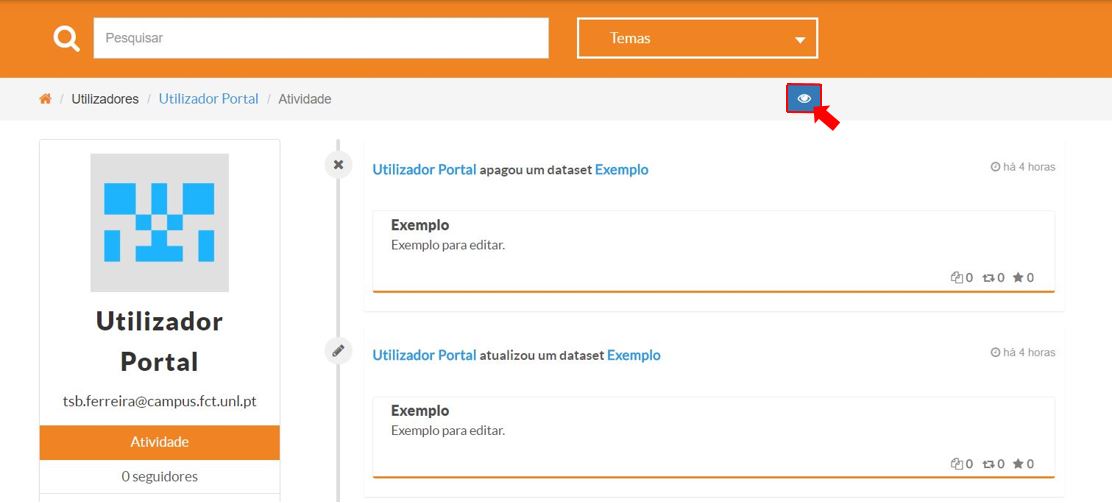 Pesquisar
Temas
/ Utilizadores / Utilizador Portal / Atividade
Utilizador
Portal
tsb.ferreira@campus.fct.unl.pt
Atividade
0 seguidores
Utilizador Portal apagou um dataset Exemplo
há 4 horas
Exemplo
Exemplo para editar.
0 0 0
Utilizador Portal atualizou um dataset Exemplo
há 4 horas
Exemplo
Exemplo para editar.
0 0 0